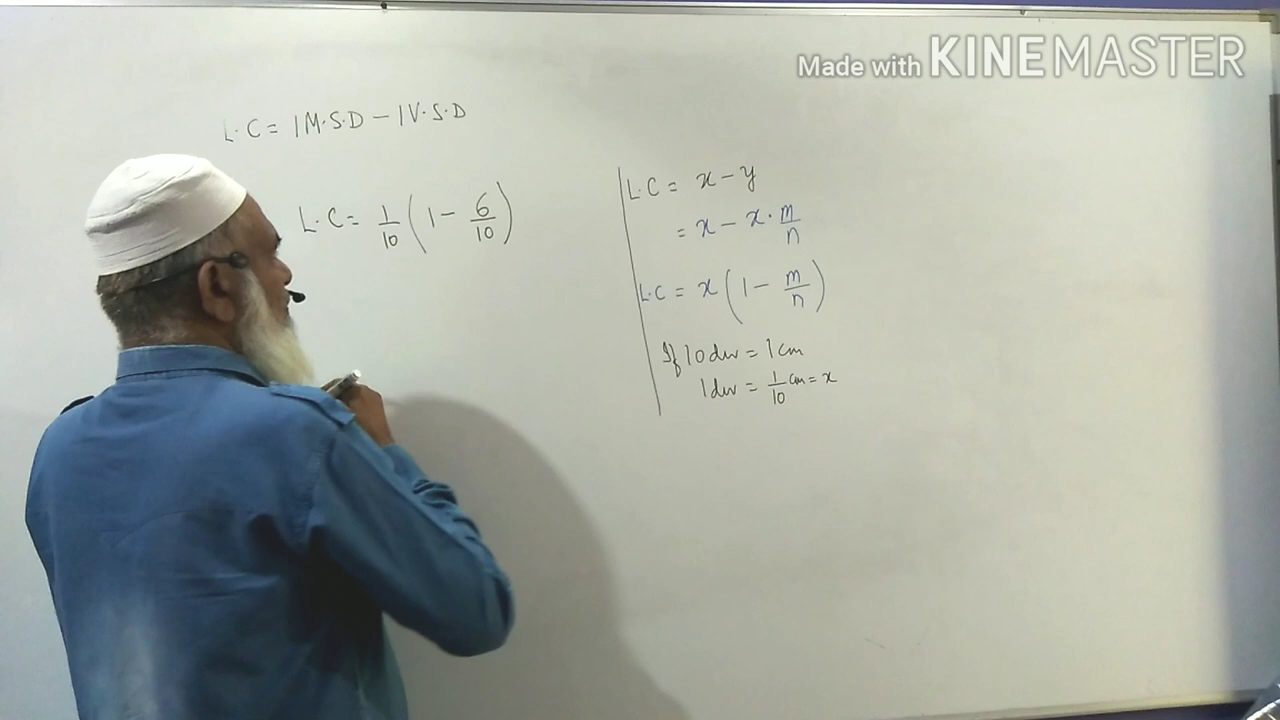 Made with KINEMASTER
L.C = 1M.S.D - 1V.S.D
L.C = 1/10 (1 - 6/10)
L.C = x - y
= x - x . m/n
L.C = x (1 - m/n)
If 10 div = 1 cm
1 div = 1/10 cm = x